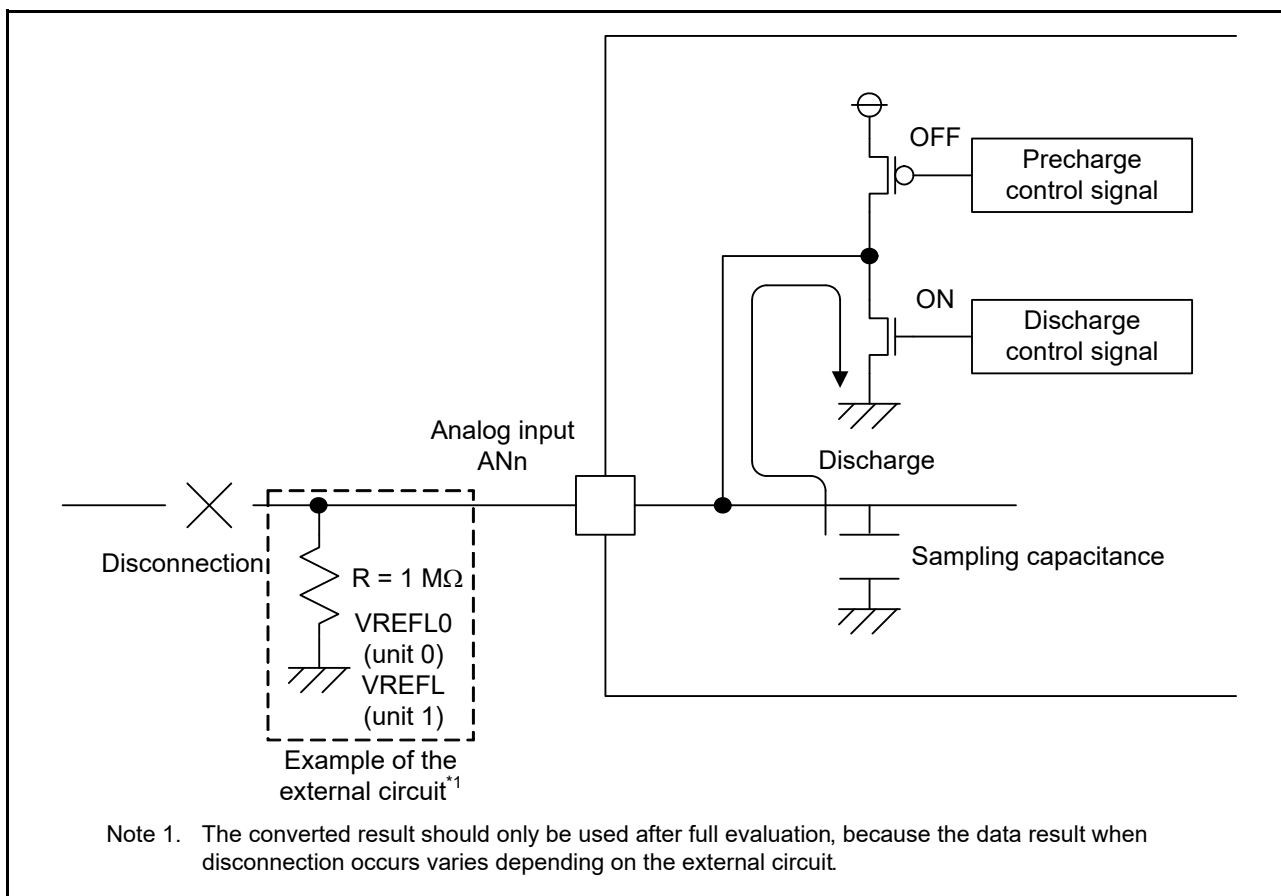 OFF
Precharge
control signal
ON
Discharge
control signal
Analog input
ANn
Discharge
Disconnection
R = 1 MΩ
Sampling capacitance
VREFL0
(unit 0)
VREFL
(unit 1)
Example of the
external circuit*1
Note 1. The converted result should only be used after full evaluation, because the data result when
disconnection occurs varies depending on the external circuit.